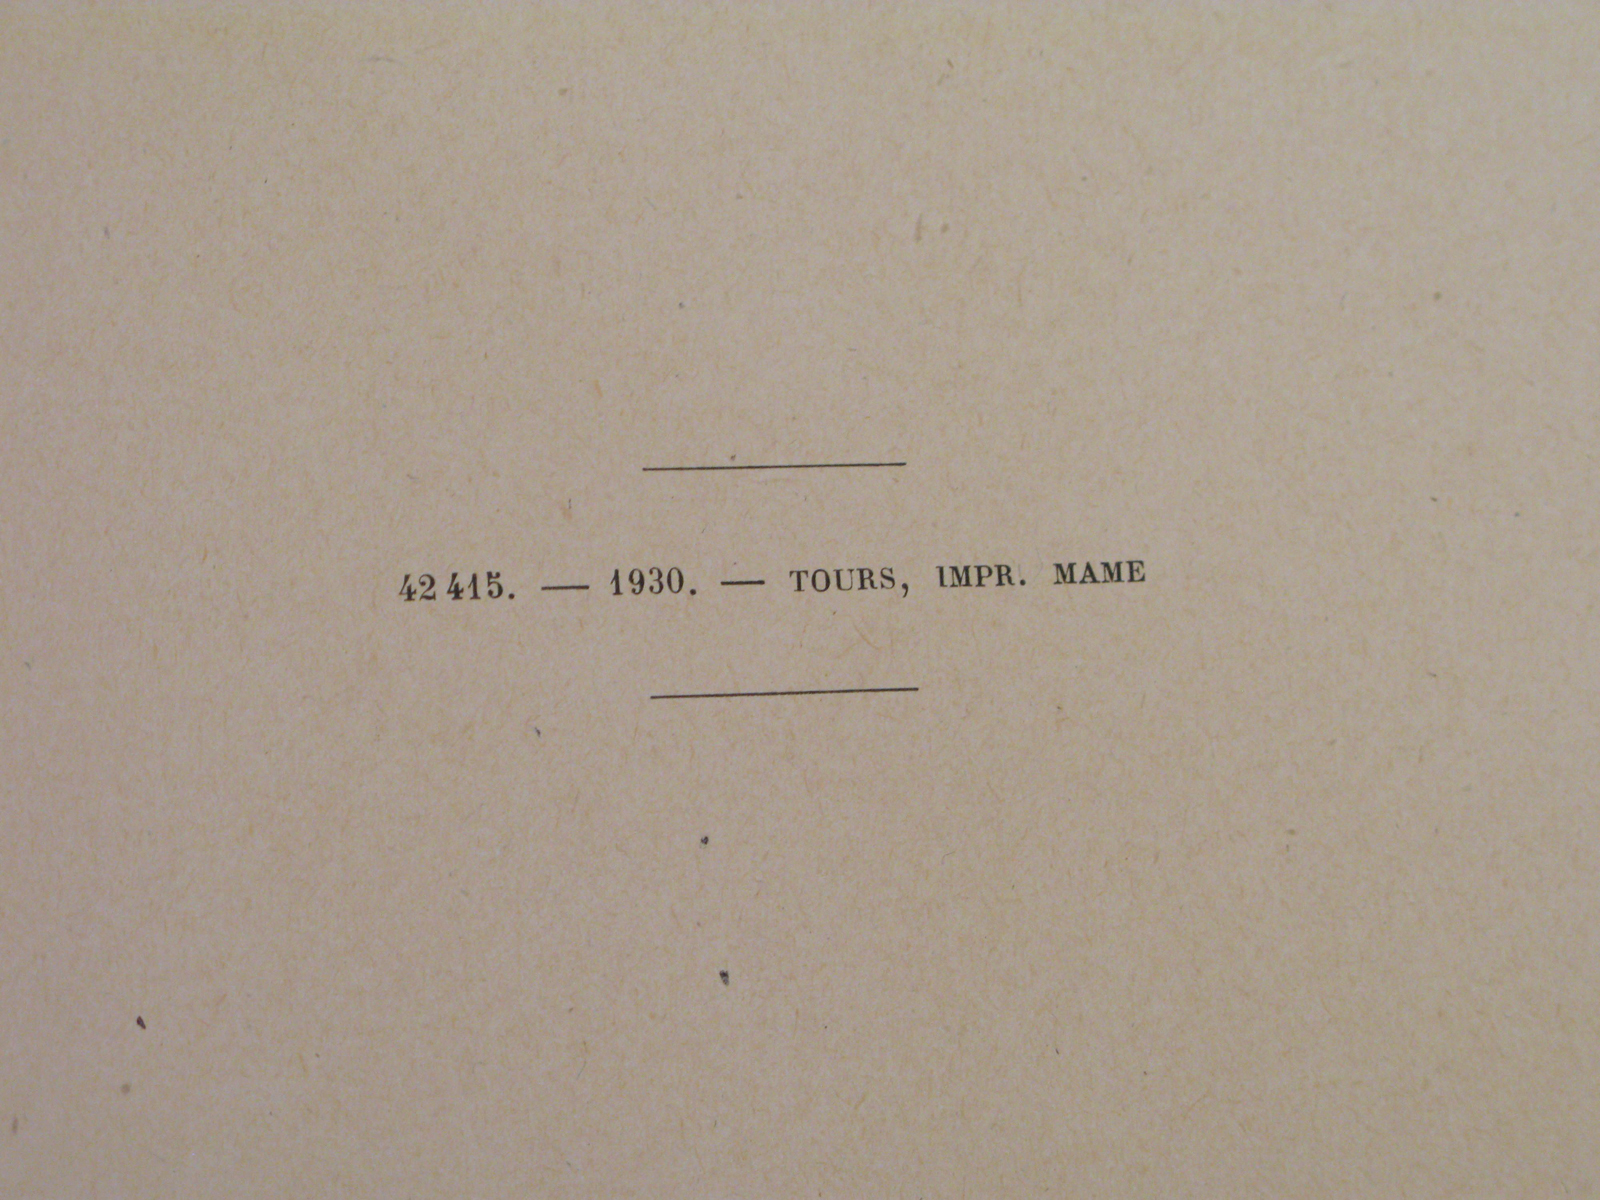 42 415. — 1930. — TOURS, IMPR. MAME